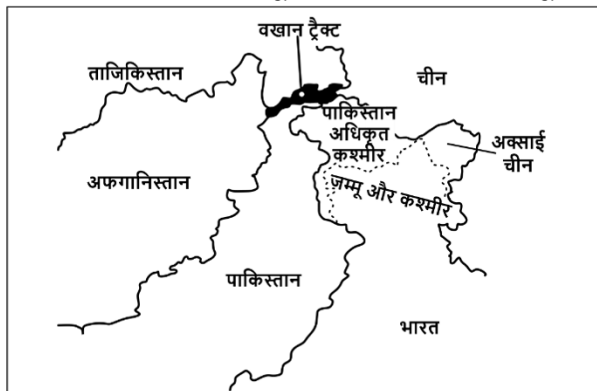 वखान ट्रैक्ट
ताजिकिस्तान
चीन
पाकिस्तान
अधिकृत
कश्मीर
अक्साई
चीन
अफगानिस्तान
जम्मू और कश्मीर
पाकिस्तान
भारत